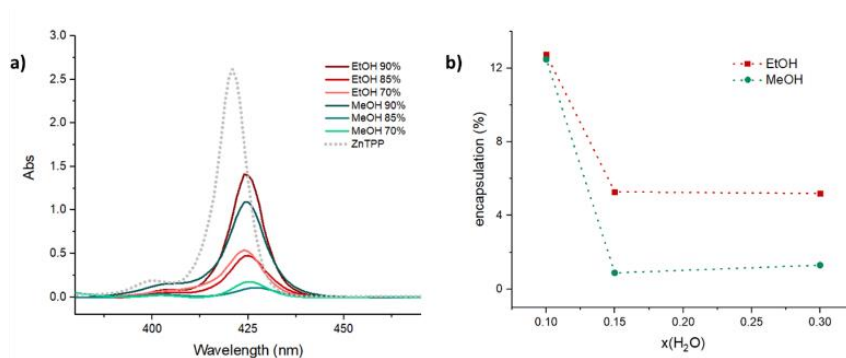 a)
3.0
2.5
2.0
1.5
1.0
0.5
0.0
Abs
400
425
450
Wavelength (nm)
EtOH 90%
EtOH 85%
EtOH 70%
MeOH 90%
MeOH 85%
MeOH 70%
ZnTPP
b)
12
8
4
0
encapsulation (%)
0.10
0.15
0.20
0.25
0.30
x(H₂O)
EtOH
MeOH